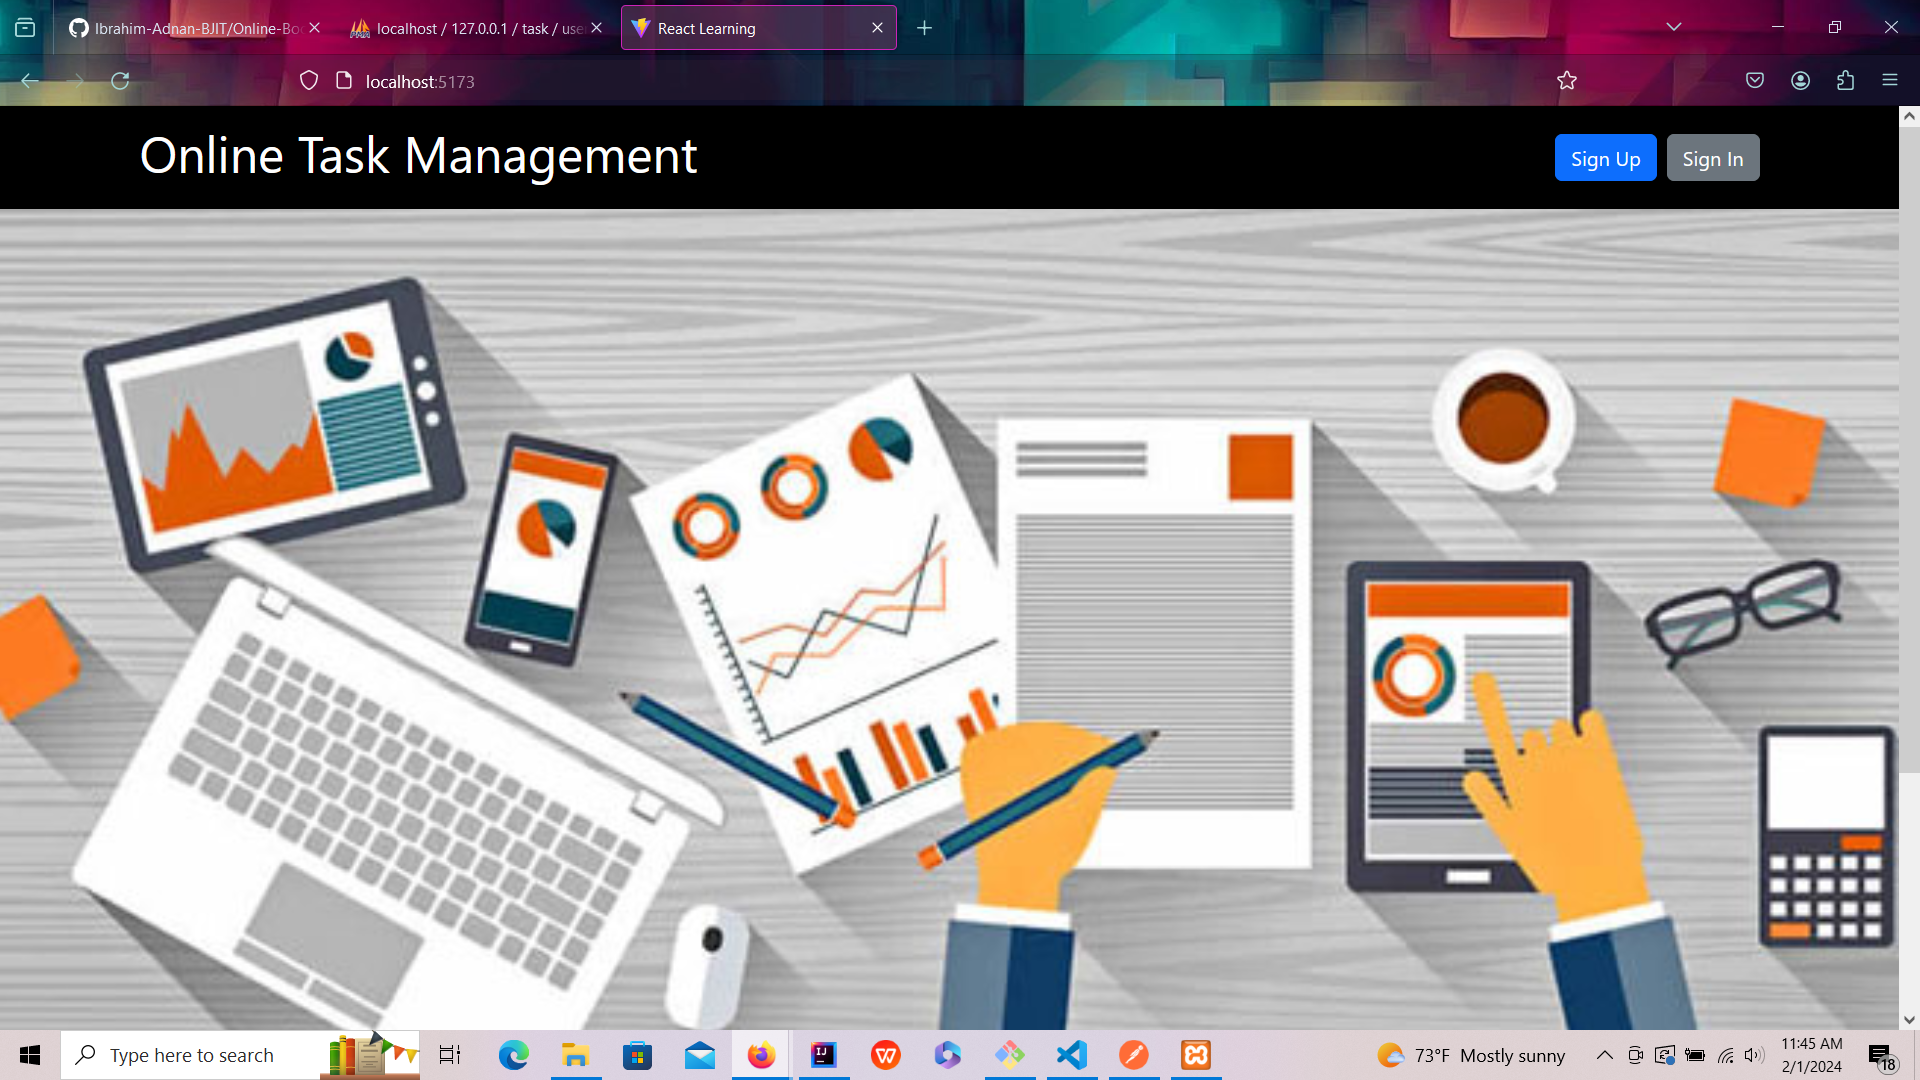 Ibrahim-Adnan-BJIT/Online-Bo
localhost / 127.0.0.1 / task / use
React Learning
localhost:5173
Online Task Management
Sign Up
Sign In
Type here to search
73°F Mostly sunny
11:45 AM
2/1/2024
18